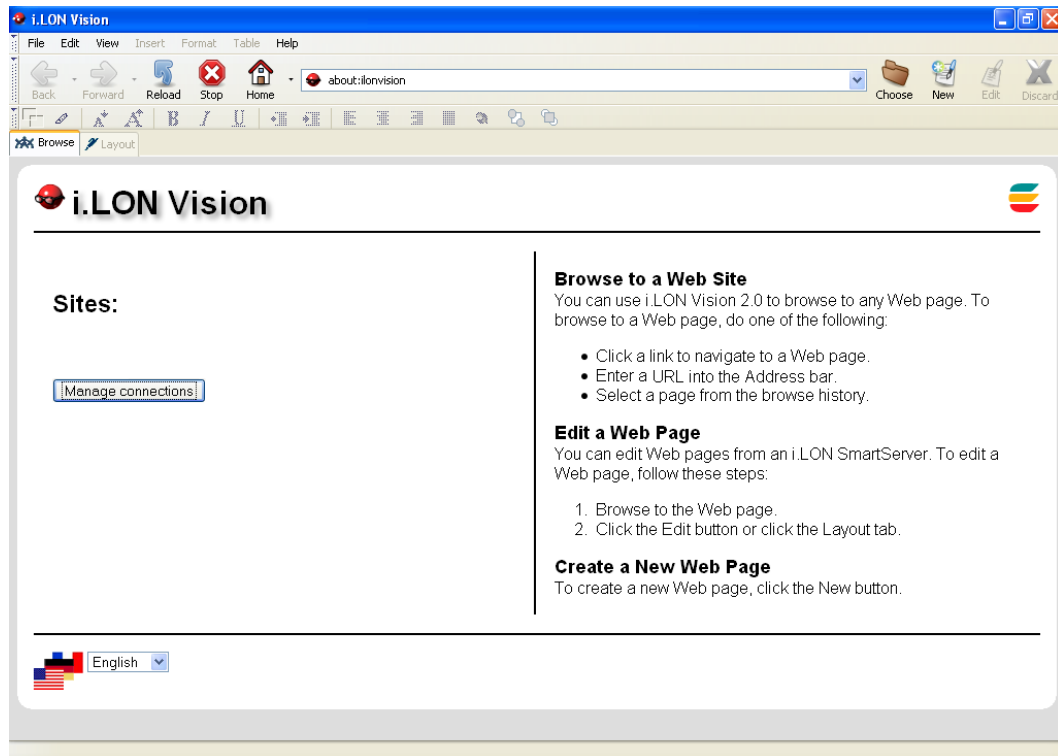 i.LON Vision
File Edit View Insert Format Table Help
Back Forward Reload Stop Home about:ilonvision Choose New Edit Discard
B I U
Browse Layout
i.LON Vision
Sites:
Manage connections
Browse to a Web Site
You can use i.LON Vision 2.0 to browse to any Web page. To
browse to a Web page, do one of the following:
• Click a link to navigate to a Web page.
• Enter a URL into the Address bar.
• Select a page from the browse history.
Edit a Web Page
You can edit Web pages from an i.LON SmartServer. To edit a
Web page, follow these steps:
1. Browse to the Web page.
2. Click the Edit button or click the Layout tab.
Create a New Web Page
To create a new Web page, click the New button.
English